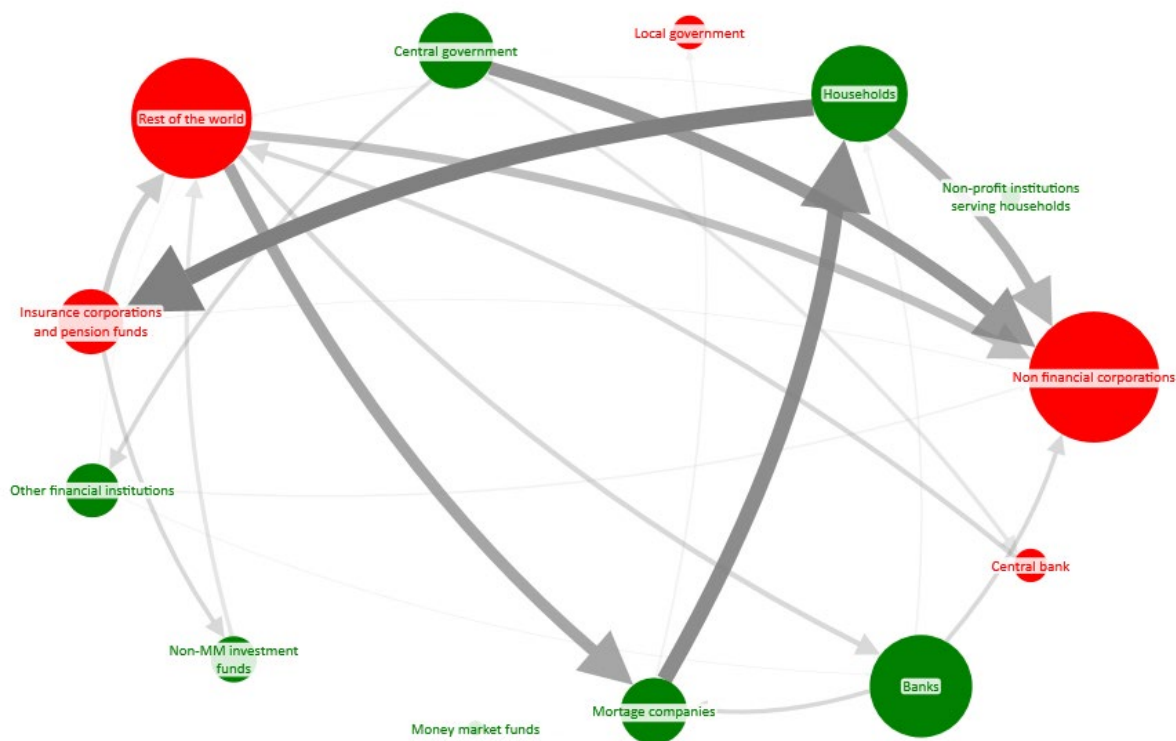 Local government
Central government
Households
Rest of the world
Non-profit institutions
serving households
Insurance corporations
and pension funds
Non financial corporations
Other financial institutions
Central bank
Non-MM investment
funds
Banks
Mortage companies
Money market funds